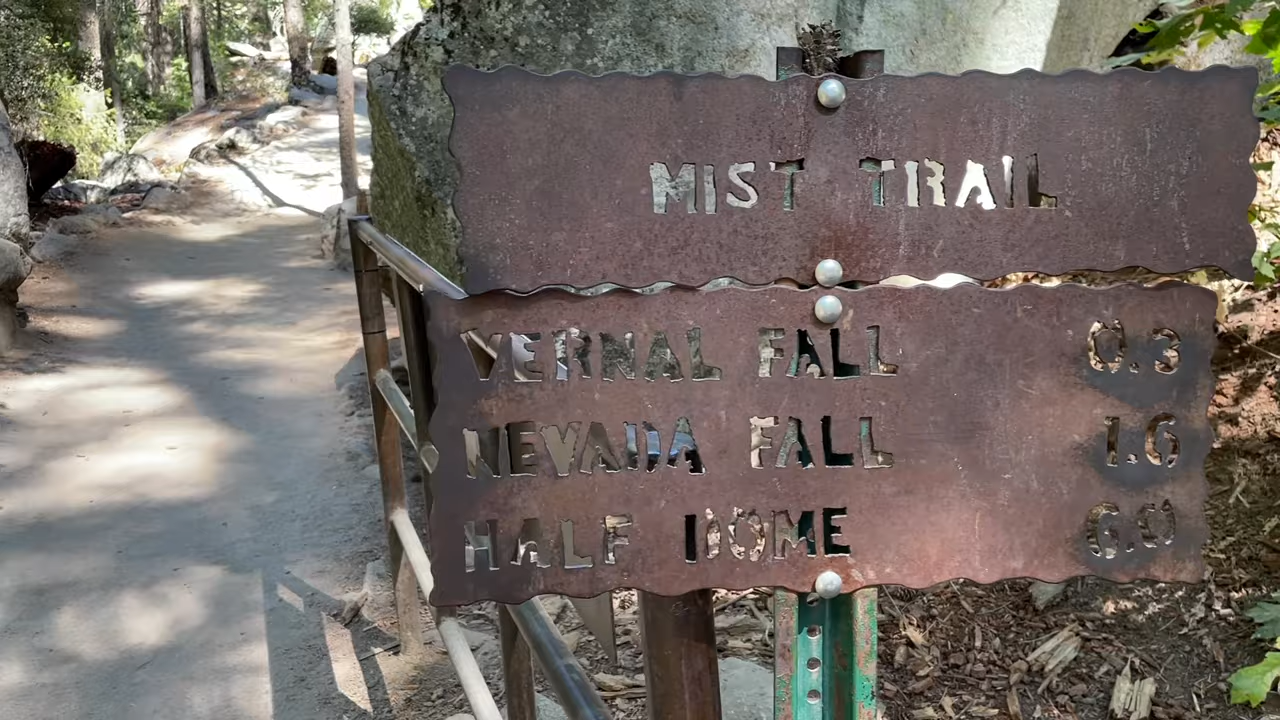 MIST TRAIL
VERNAL FALL 0.3
NEVADA FALL 1.6
HALF DOME 6.0